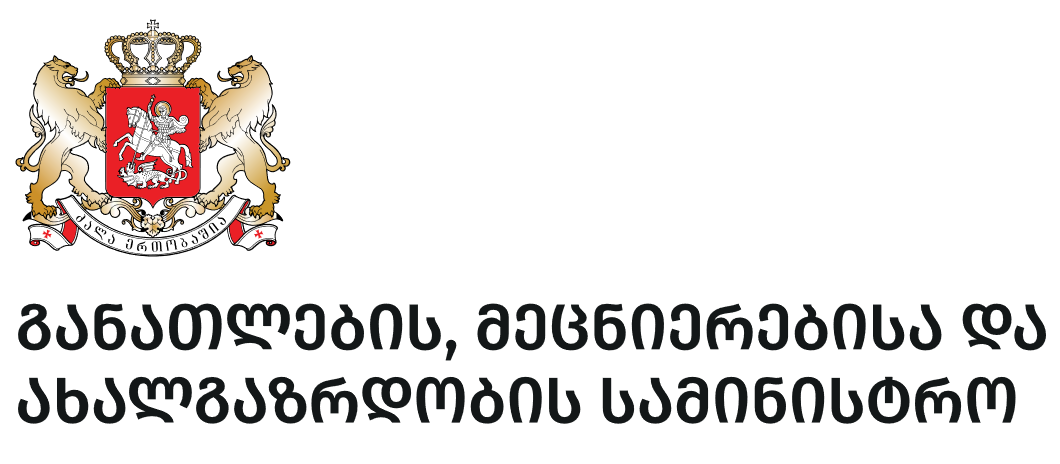 ძალა ერთობაშია
განათლების, მეცნიერებისა და
ახალგაზრდობის სამინისტრო